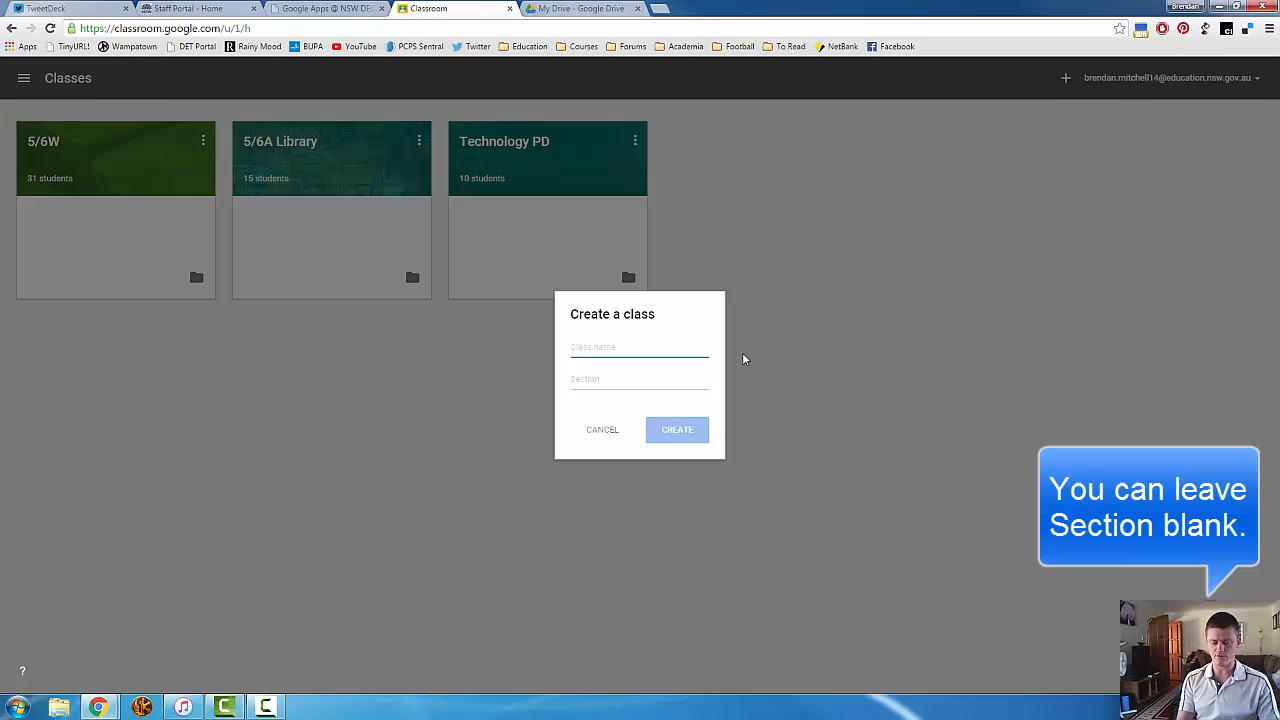 TweetDeck
Staff Portal - Home
Google Apps @ NSW DEC
Classroom
My Drive - Google Drive
Brendan
https://classroom.google.com/u/1/h
Apps
TinyURL!
Wampatown
DET Portal
Rainy Mood
BUPA
YouTube
PCPS Sentral
Twitter
Education
Courses
Forums
Academia
Football
To Read
NetBank
Facebook
Classes
brendan.mitchell14@education.nsw.gov.au
5/6W
31 students
5/6A Library
15 students
Technology PD
10 students
Create a class
Class name
Section
CANCEL
CREATE
You can leave
Section blank.
?